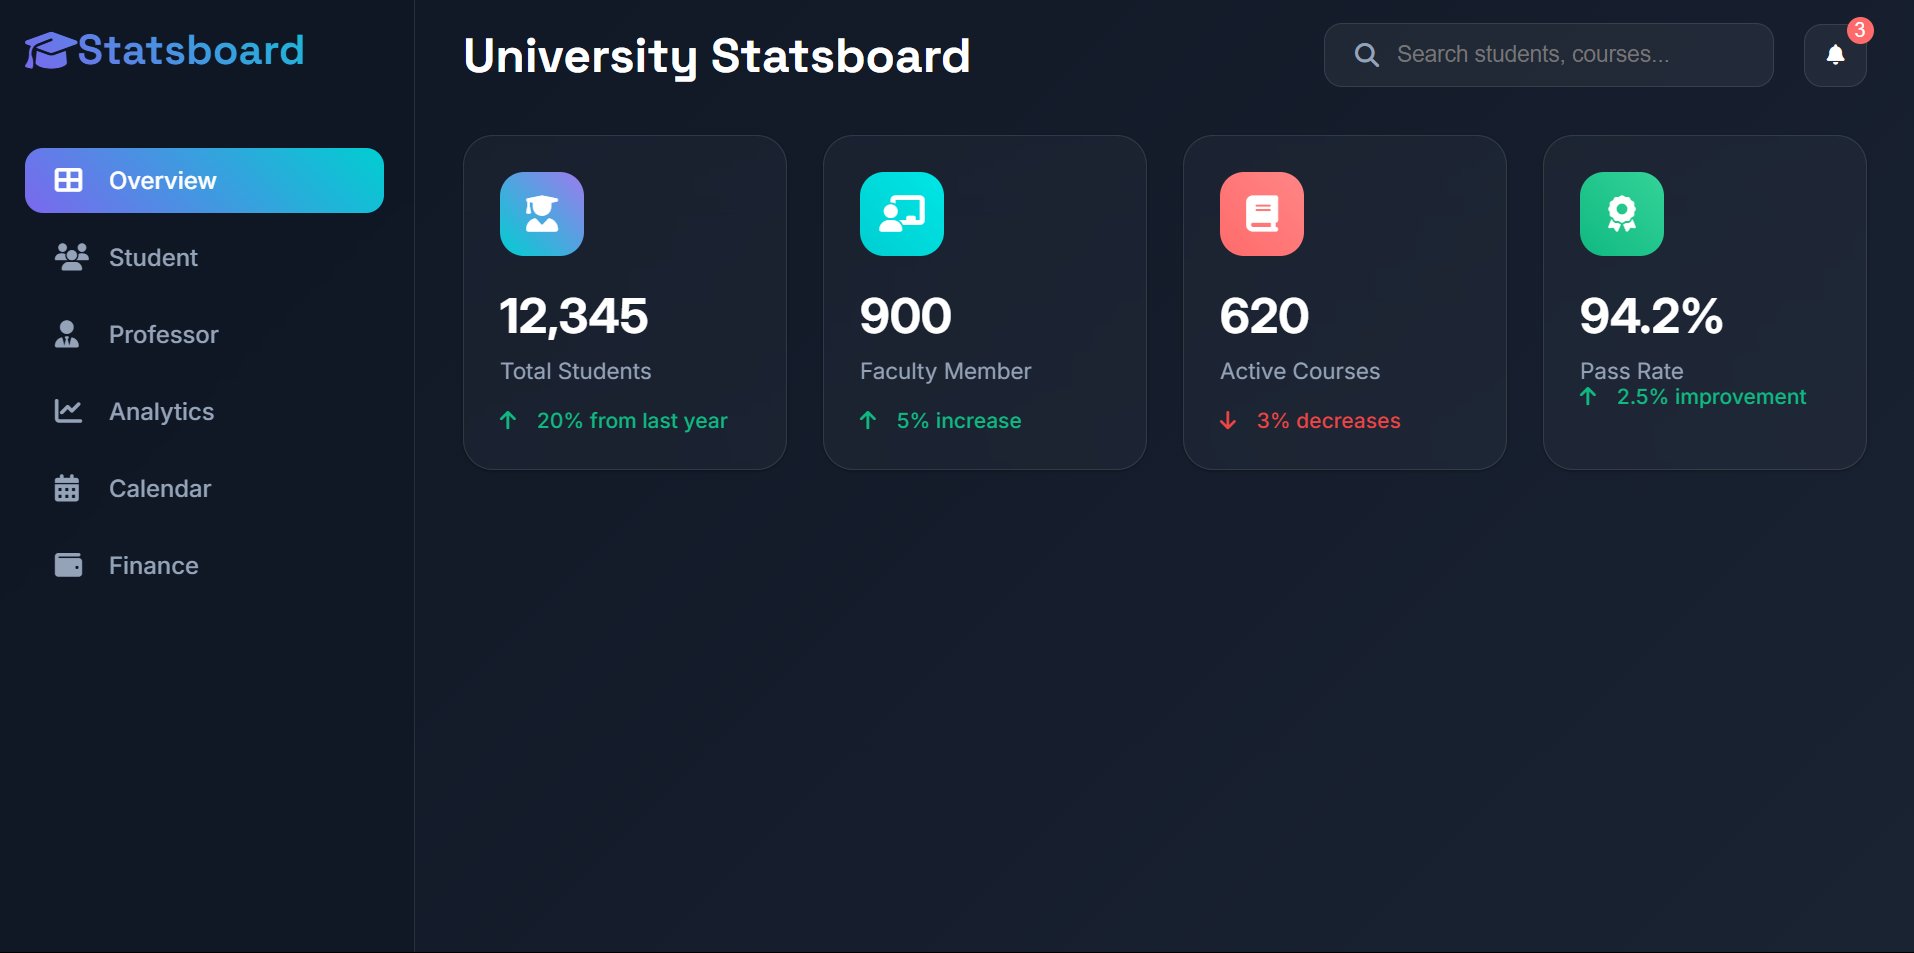 Statsboard
University Statsboard
Search students, courses...
3
Overview
Student
Professor
Analytics
Calendar
Finance
12,345
Total Students
20% from last year
900
Faculty Member
5% increase
620
Active Courses
3% decreases
94.2%
Pass Rate
2.5% improvement